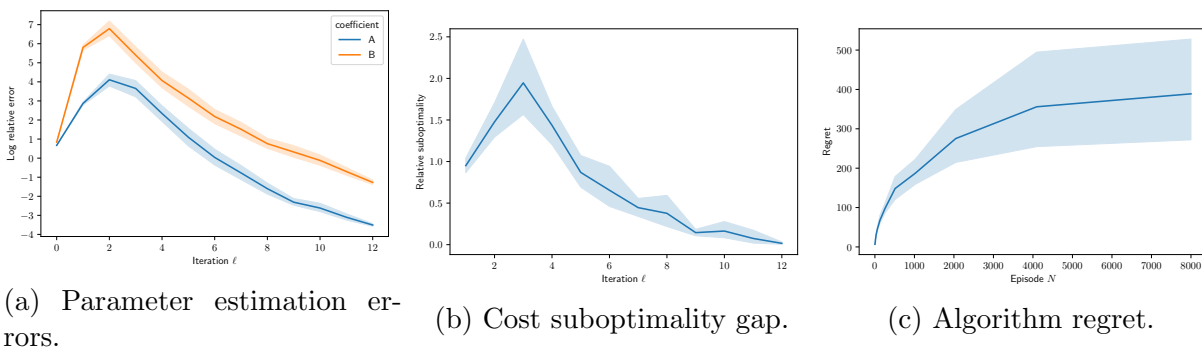 7
6
5
4
3
2
1
0
−1
−2
−3
−4
Log relative error
coefficient
A
B
0 2 4 6 8 10 12
Iteration ℓ
(a) Parameter estimation er-
rors.
2.5
2.0
1.5
1.0
0.5
0.0
Relative suboptimality
2 4 6 8 10 12
Iteration ℓ
(b) Cost suboptimality gap.
500
400
300
200
100
0
Regret
0 1000 2000 3000 4000 5000 6000 7000 8000
Episode N
(c) Algorithm regret.